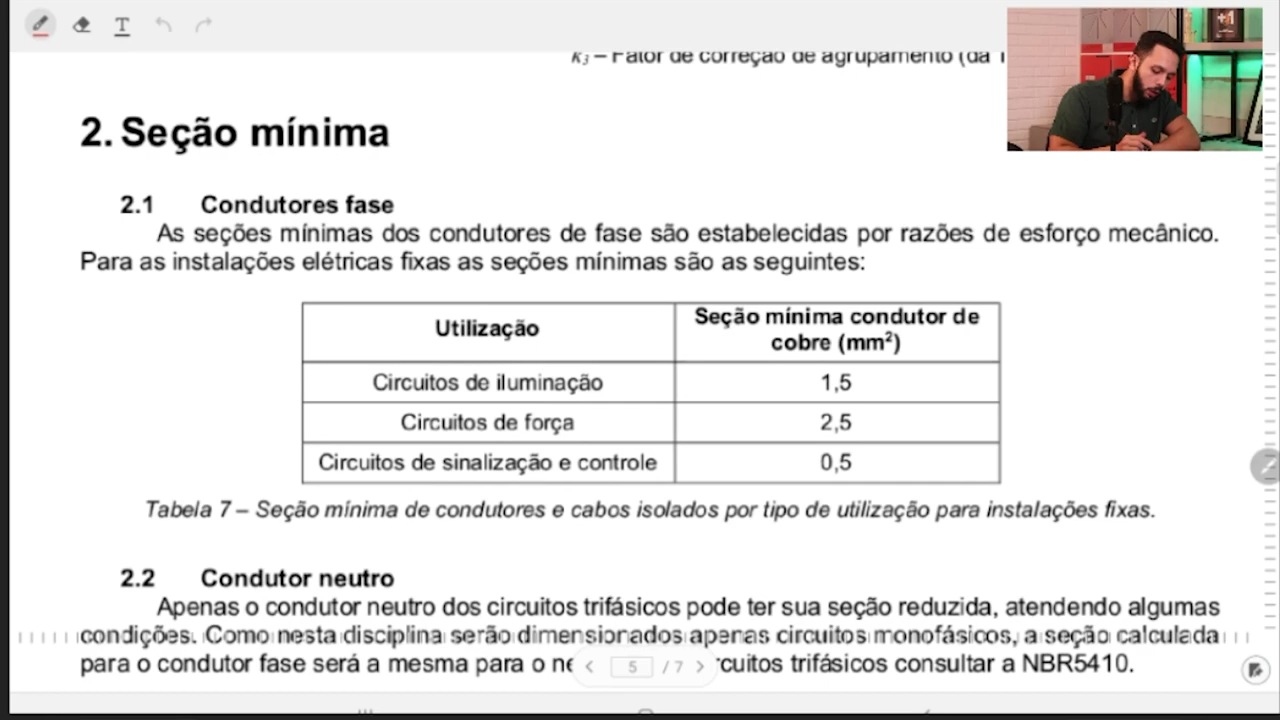 T
K3 – Fator de correção de agrupamento (da
2. Seção mínima
2.1 Condutores fase
As seções mínimas dos condutores de fase são estabelecidas por razões de esforço mecânico.
Para as instalações elétricas fixas as seções mínimas são as seguintes:
Utilização
Seção mínima condutor de
cobre (mm²)
Circuitos de iluminação 1,5
Circuitos de força 2,5
Circuitos de sinalização e controle 0,5
Tabela 7 – Seção mínima de condutores e cabos isolados por tipo de utilização para instalações fixas.
2.2 Condutor neutro
Apenas o condutor neutro dos circuitos trifásicos pode ter sua seção reduzida, atendendo algumas
condições. Como nesta disciplina serão dimensionados apenas circuitos monofásicos, a seção calculada
para o condutor fase será a mesma para o ne rcuitos trifásicos consultar a NBR5410.
5 / 7